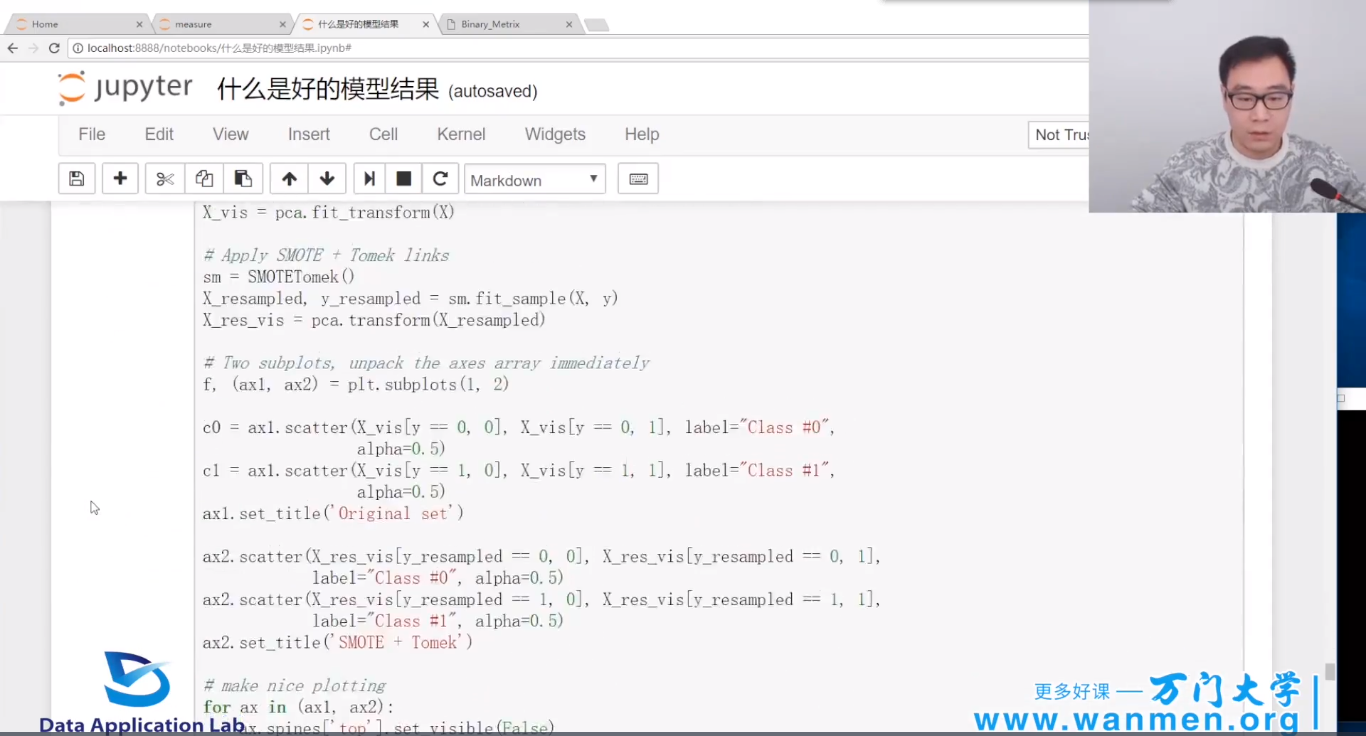 Home
measure
什么是好的模型结果
Binary_Metrix
localhost:8888/notebooks/什么是好的模型结果.ipynb#
jupyter 什么是好的模型结果 (autosaved)
File Edit View Insert Cell Kernel Widgets Help
Not Trus
Markdown
X_vis = pca.fit_transform(X)
# Apply SMOTE + Tomek links
sm = SMOTETomek()
X_resampled, y_resampled = sm.fit_sample(X, y)
X_res_vis = pca.transform(X_resampled)
# Two subplots, unpack the axes array immediately
f, (ax1, ax2) = plt.subplots(1, 2)
c0 = ax1.scatter(X_vis[y == 0, 0], X_vis[y == 0, 1], label="Class #0",
alpha=0.5)
c1 = ax1.scatter(X_vis[y == 1, 0], X_vis[y == 1, 1], label="Class #1",
alpha=0.5)
ax1.set_title('Original set')
ax2.scatter(X_res_vis[y_resampled == 0, 0], X_res_vis[y_resampled == 0, 1],
label="Class #0", alpha=0.5)
ax2.scatter(X_res_vis[y_resampled == 1, 0], X_res_vis[y_resampled == 1, 1],
label="Class #1", alpha=0.5)
ax2.set_title('SMOTE + Tomek')
# make nice plotting
for ax in (ax1, ax2):
ax.spines['top'].set_visible(False)
Data Application Lab
更多好课 — 万门大学
www.wanmen.org